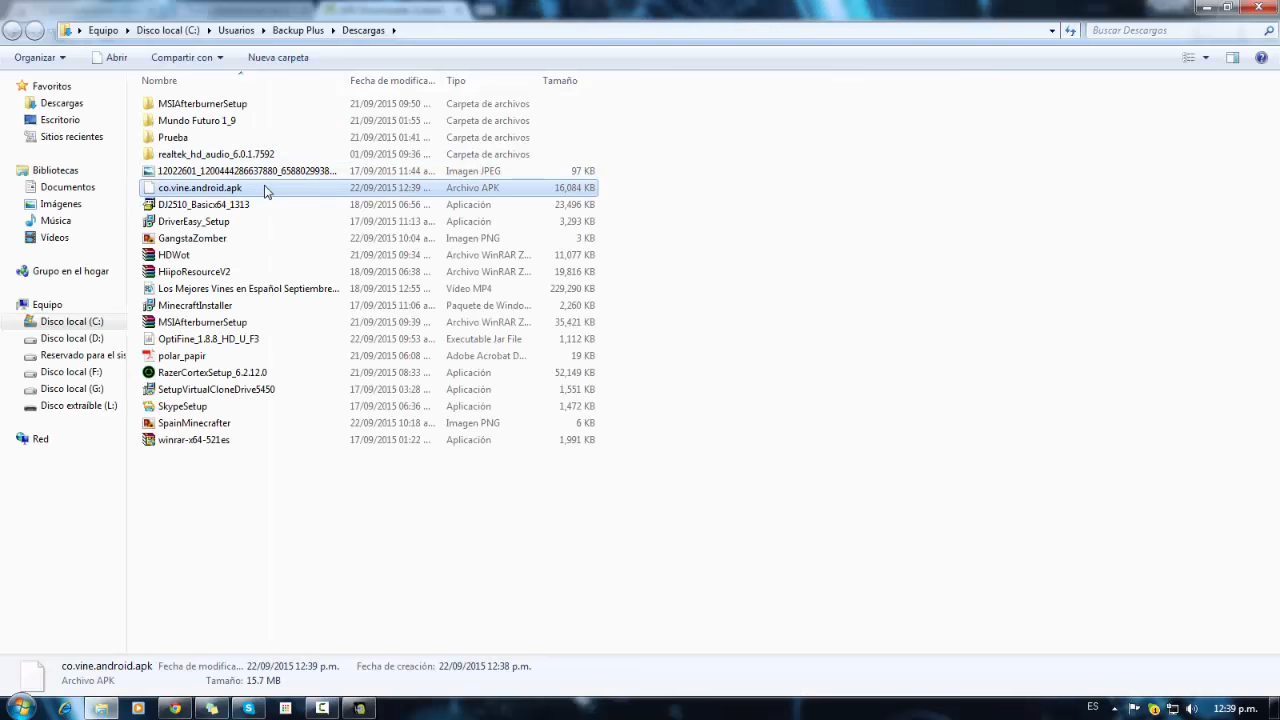 Equipo ▸ Disco local (C:) ▸ Usuarios ▸ Backup Plus ▸ Descargas ▸
Buscar Descargas
Organizar Abrir Compartir con Nueva carpeta
Nombre Fecha de modifica... Tipo Tamaño
Favoritos
Descargas
Escritorio
Sitios recientes
Bibliotecas
Documentos
Imágenes
Música
Vídeos
Grupo en el hogar
Equipo
Disco local (C:)
Disco local (D:)
Reservado para el sis
Disco local (F:)
Disco local (G:)
Disco extraíble (L:)
Red
MSIAfterburnerSetup 21/09/2015 09:50 ... Carpeta de archivos
Mundo Futuro 1_9 21/09/2015 01:55 ... Carpeta de archivos
Prueba 21/09/2015 01:41 ... Carpeta de archivos
realtek_hd_audio_6.0.1.7592 01/09/2015 09:36 ... Carpeta de archivos
12022601_1200444286637880_6588029938... 17/09/2015 11:44 a... Imagen JPEG 97 KB
co.vine.android.apk 22/09/2015 12:39 ... Archivo APK 16,084 KB
DJ2510_Basicx64_1313 18/09/2015 06:56 ... Aplicación 23,496 KB
DriverEasy_Setup 17/09/2015 11:13 a... Aplicación 3,293 KB
GangstaZomber 22/09/2015 10:04 a... Imagen PNG 3 KB
HDWot 21/09/2015 09:34 ... Archivo WinRAR Z... 11,077 KB
HiipoResourceV2 18/09/2015 06:38 ... Archivo WinRAR Z... 19,816 KB
Los Mejores Vines en Español Septiembre... 18/09/2015 12:55 ... Vídeo MP4 229,290 KB
MinecraftInstaller 17/09/2015 11:06 a... Paquete de Windo... 2,260 KB
MSIAfterburnerSetup 21/09/2015 09:39 ... Archivo WinRAR Z... 35,421 KB
OptiFine_1.8.8_HD_U_F3 22/09/2015 09:53 a... Executable Jar File 1,112 KB
polar_papir 21/09/2015 06:08 ... Adobe Acrobat D... 19 KB
RazerCortexSetup_6.2.12.0 21/09/2015 08:33 ... Aplicación 52,149 KB
SetupVirtualCloneDrive5450 17/09/2015 03:28 ... Aplicación 1,551 KB
SkypeSetup 17/09/2015 06:36 ... Aplicación 1,472 KB
SpainMinecrafter 22/09/2015 10:18 a... Imagen PNG 6 KB
winrar-x64-521es 17/09/2015 01:22 ... Aplicación 1,991 KB
co.vine.android.apk Fecha de modifica... 22/09/2015 12:39 p.m. Fecha de creación: 22/09/2015 12:38 p.m.
Archivo APK Tamaño: 15.7 MB
ES 12:39 p.m.